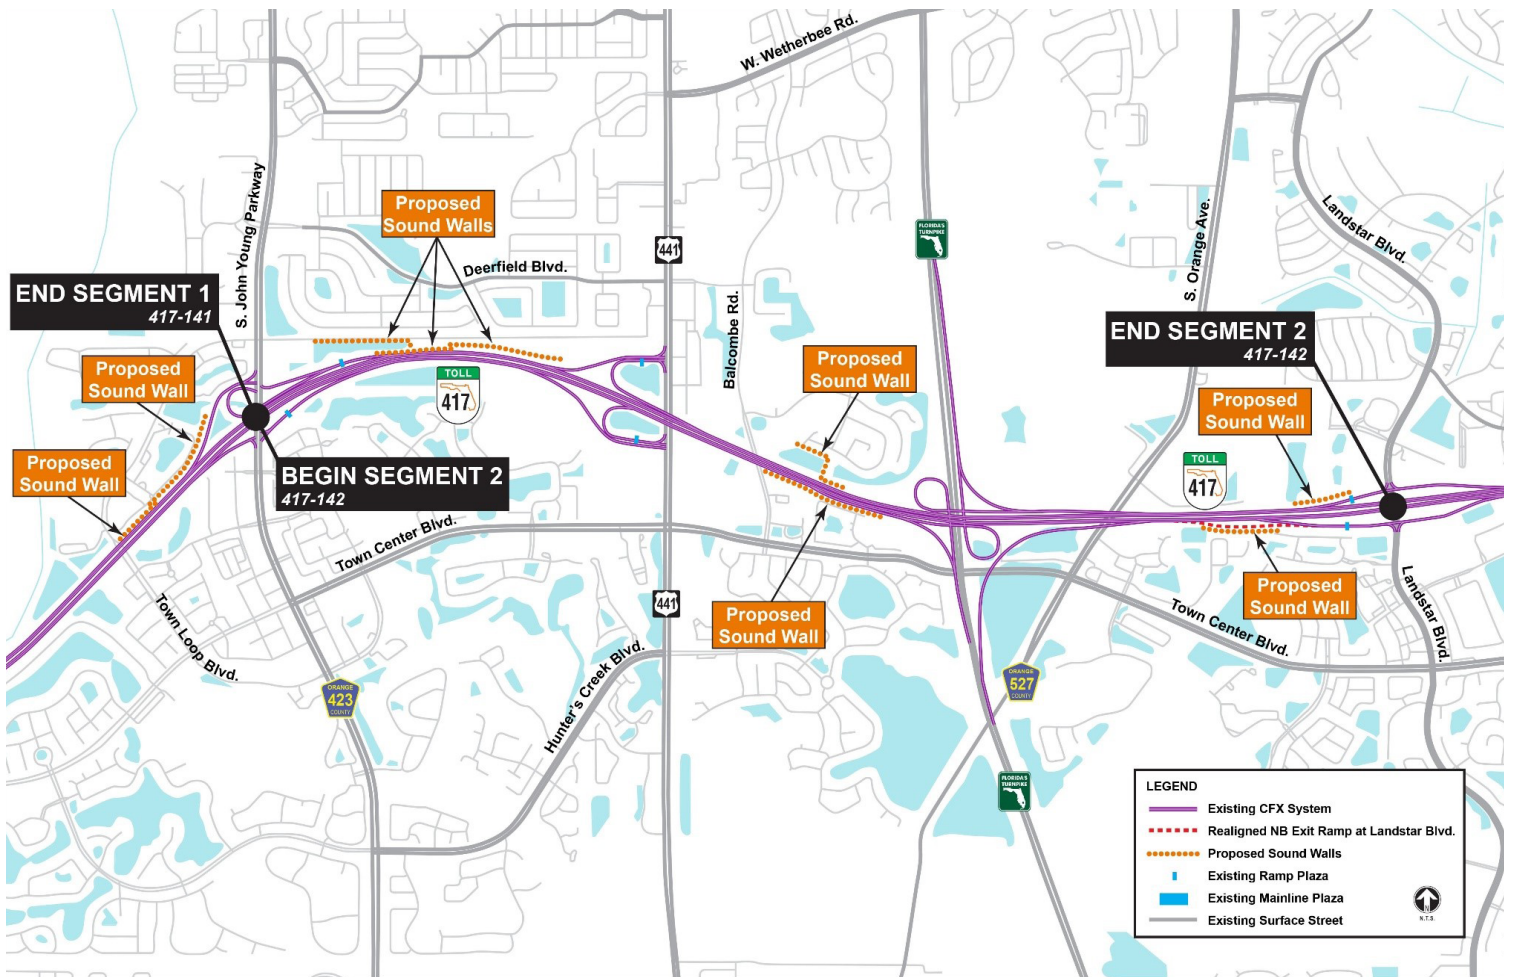 W. Wetherbee Rd.
S. John Young Parkway
Proposed
Sound Walls
FLORIDA'S
TURNPIKE
Landstar Blvd.
S. Orange Ave.
441
Deerfield Blvd.
END SEGMENT 1
417-141
Balcombe Rd.
END SEGMENT 2
417-142
Proposed
Sound Wall
TOLL
417
Proposed
Sound Wall
Proposed
Sound Wall
Proposed
Sound Wall
BEGIN SEGMENT 2
417-142
TOLL
417
Town Center Blvd.
Proposed
Sound Wall
Landstar Blvd.
441
Proposed
Sound Wall
Town Loop Blvd.
Town Center Blvd.
Hunter's Creek Blvd.
ORANGE
423
COUNTY
ORANGE
527
COUNTY
FLORIDA'S
TURNPIKE
LEGEND
Existing CFX System
Realigned NB Exit Ramp at Landstar Blvd.
Proposed Sound Walls
Existing Ramp Plaza
Existing Mainline Plaza
Existing Surface Street
N
N.T.S.